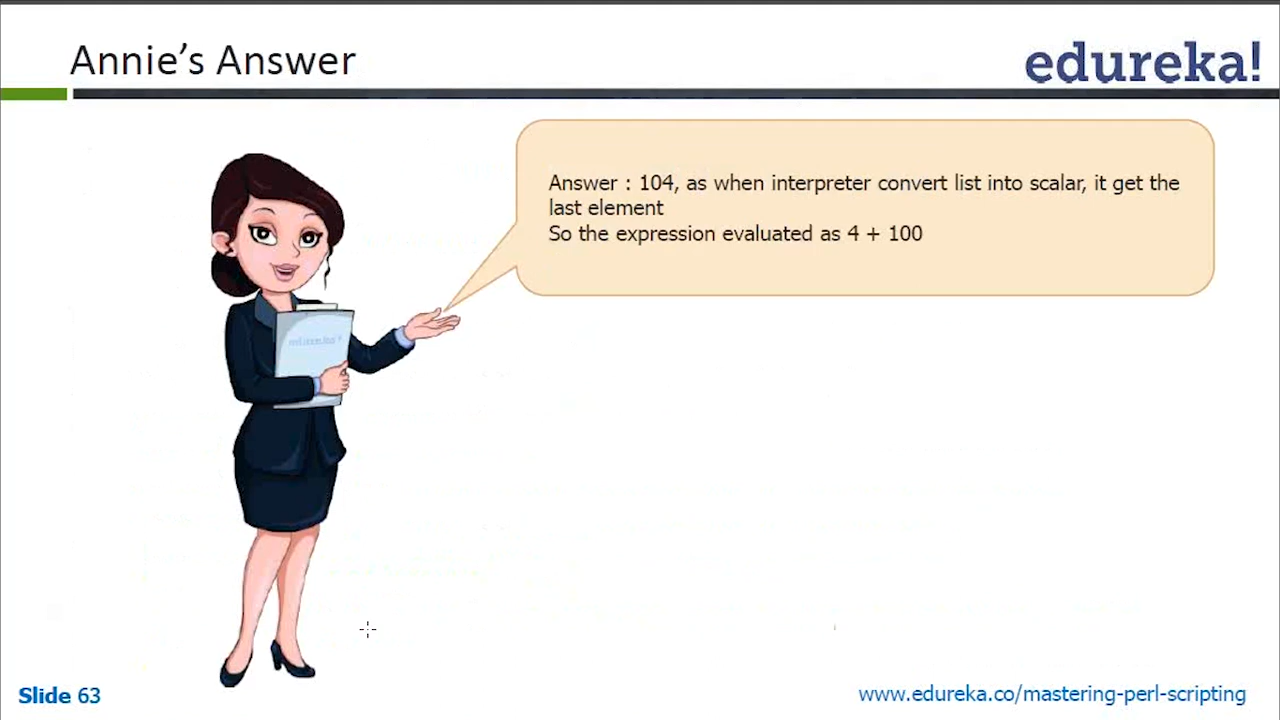 Annie’s Answer
edureka!
Answer : 104, as when interpreter convert list into scalar, it get the
last element
So the expression evaluated as 4 + 100
Slide 63
www.edureka.co/mastering-perl-scripting